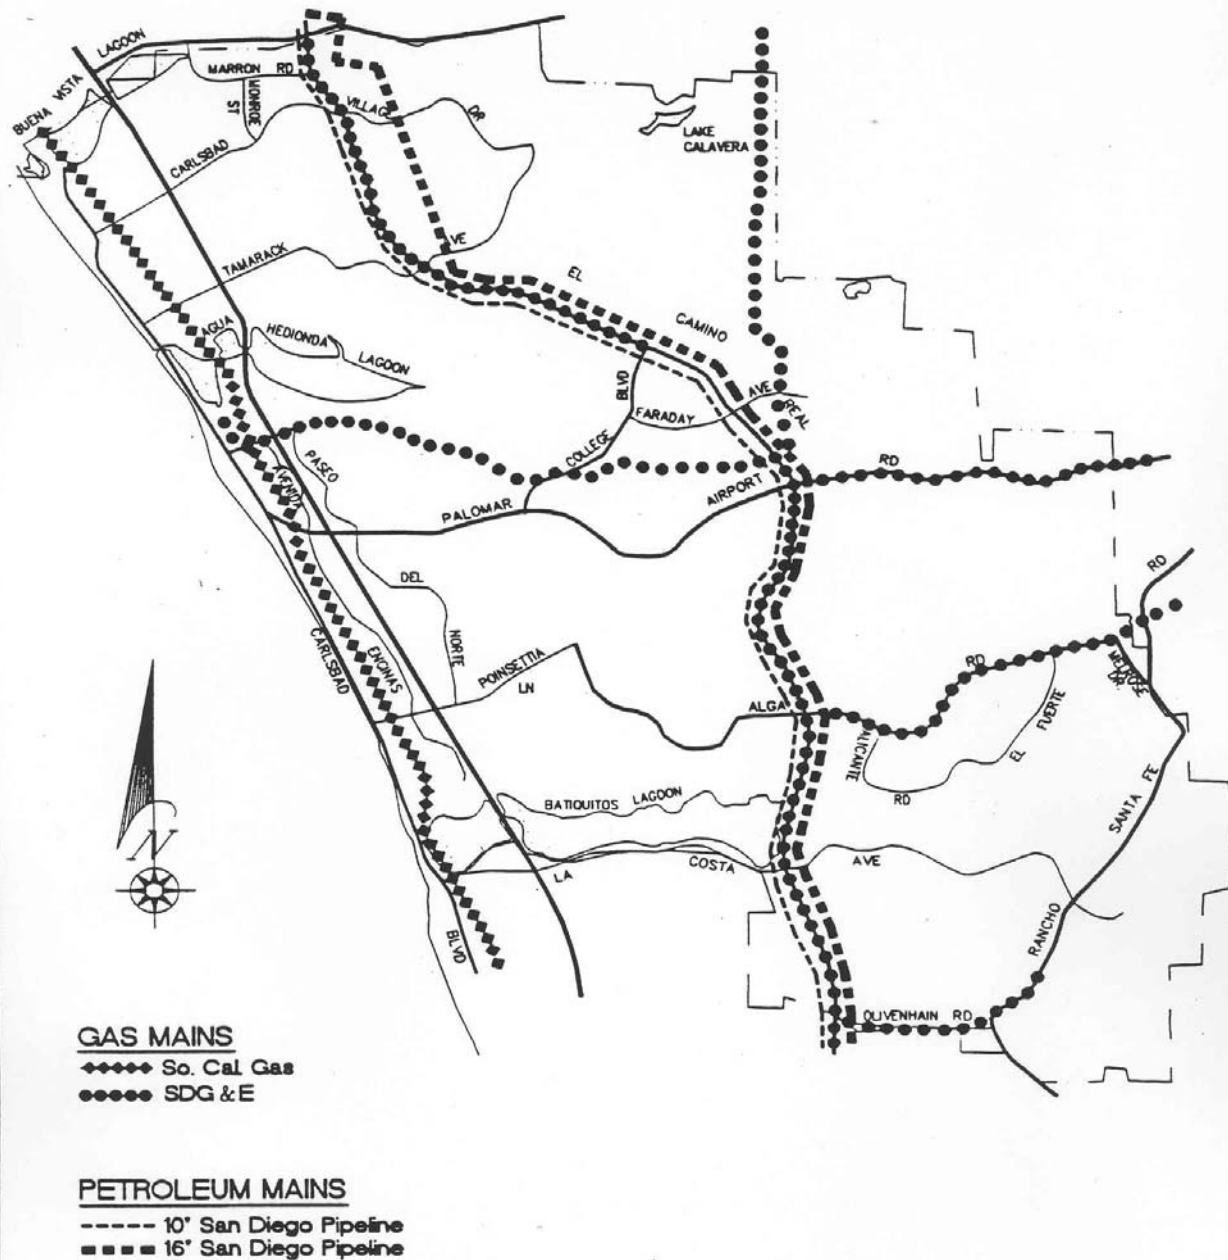 BUENA VISTA LAGOON
MARRON RD
MONROE ST
CARLSBAD VILLAG DR
LAKE CALAVERA
TAMARACK VE
EL CAMINO REAL
AGUA HEDIONDA LAGOON
COLLEGE BLVD
FARADAY AVE
PASEO DEL NORTE
AVENIDA ENCINAS
PALOMAR AIRPORT RD
CARLSBAD BLVD
POINSETTIA LN
ALGA RD
ALICANTE RD
EL FUERTE
MELROSE DR.
RANCHO SANTA FE RD
BATIQUITOS LAGOON
LA COSTA AVE
OLIVENHAIN RD
N
GAS MAINS
So. Cal Gas
SDG & E
PETROLEUM MAINS
10" San Diego Pipeline
16" San Diego Pipeline